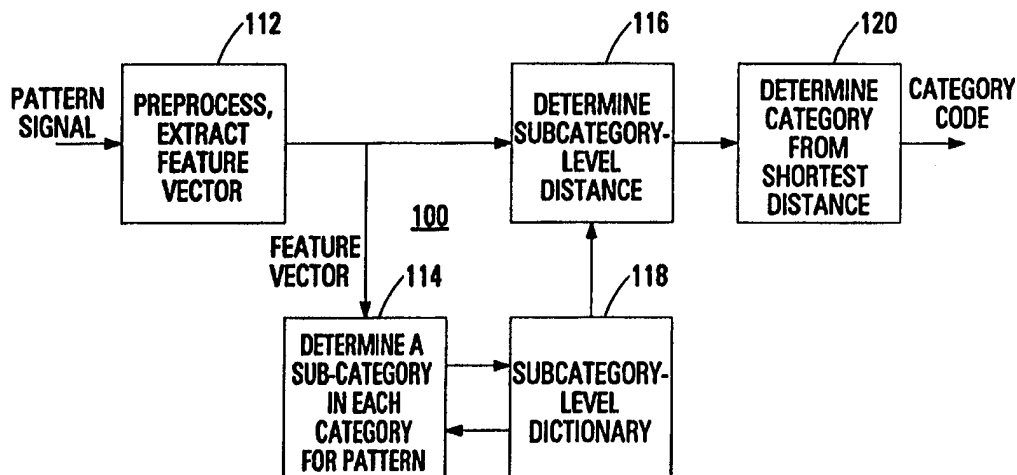 112
116
120
PATTERN
SIGNAL
PREPROCESS,
EXTRACT
FEATURE
VECTOR
DETERMINE
SUBCATEGORY-
LEVEL
DISTANCE
DETERMINE
CATEGORY
FROM
SHORTEST
DISTANCE
CATEGORY
CODE
100
FEATURE
VECTOR
114
118
DETERMINE A
SUB-CATEGORY
IN EACH
CATEGORY
FOR PATTERN
SUBCATEGORY-
LEVEL
DICTIONARY